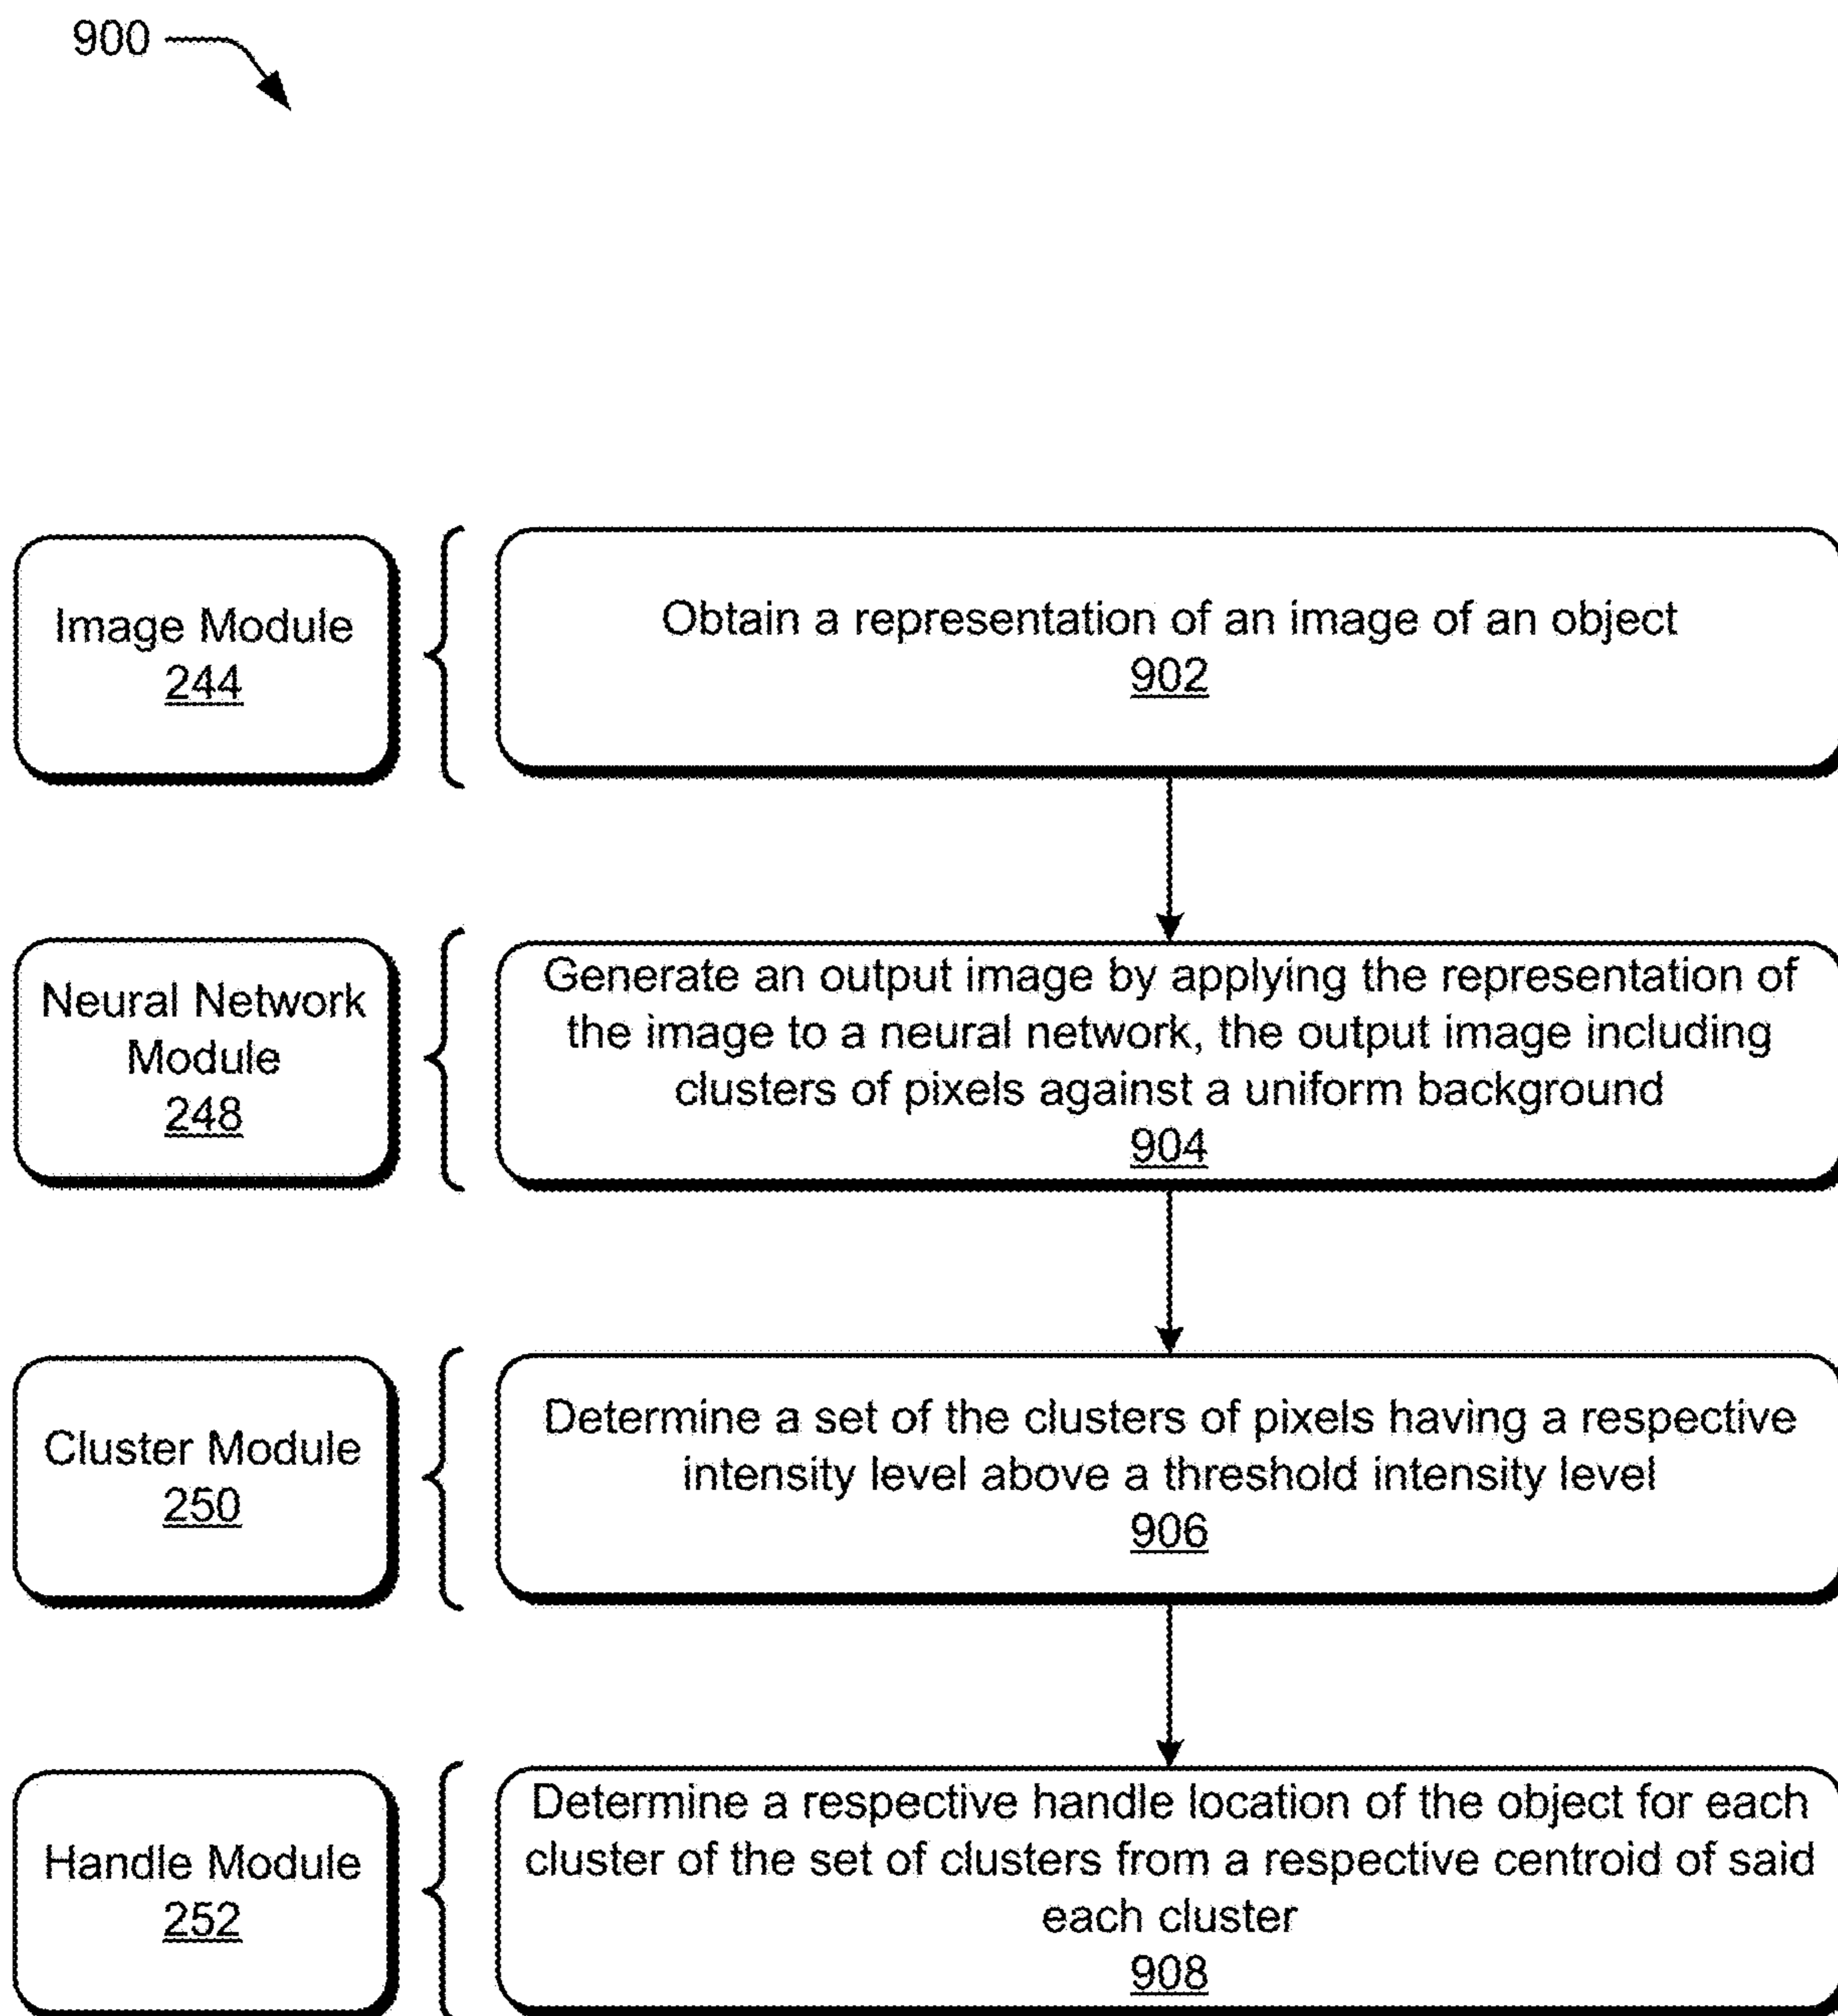 900
Image Module
244
Obtain a representation of an image of an object
902
Neural Network
Module
248
Generate an output image by applying the representation of
the image to a neural network, the output image including
clusters of pixels against a uniform background
904
Cluster Module
250
Determine a set of the clusters of pixels having a respective
intensity level above a threshold intensity level
906
Handle Module
252
Determine a respective handle location of the object for each
cluster of the set of clusters from a respective centroid of said
each cluster
908